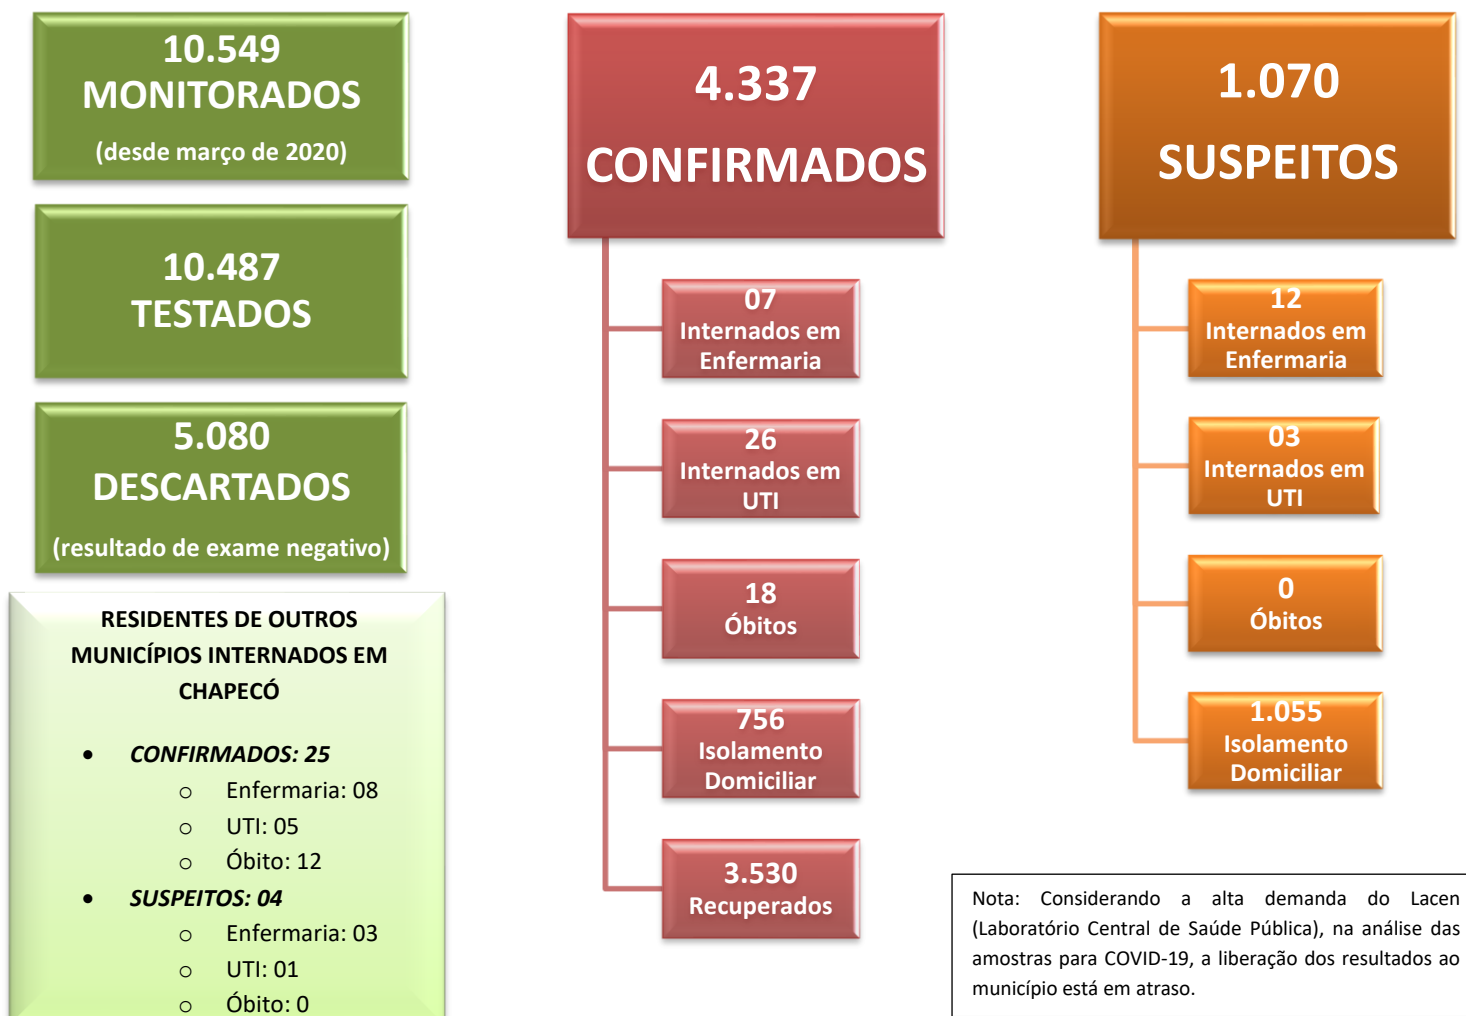 10.549
MONITORADOS
(desde março de 2020)
10.487
TESTADOS
5.080
DESCARTADOS
(resultado de exame negativo)
RESIDENTES DE OUTROS
MUNICÍPIOS INTERNADOS EM
CHAPECÓ
• CONFIRMADOS: 25
o Enfermaria: 08
o UTI: 05
o Óbito: 12
• SUSPEITOS: 04
o Enfermaria: 03
o UTI: 01
o Óbito: 0
4.337
CONFIRMADOS
07
Internados em
Enfermaria
26
Internados em
UTI
18
Óbitos
756
Isolamento
Domiciliar
3.530
Recuperados
1.070
SUSPEITOS
12
Internados em
Enfermaria
03
Internados em
UTI
0
Óbitos
1.055
Isolamento
Domiciliar
Nota: Considerando a alta demanda do Lacen
(Laboratório Central de Saúde Pública), na análise das
amostras para COVID-19, a liberação dos resultados ao
município está em atraso.